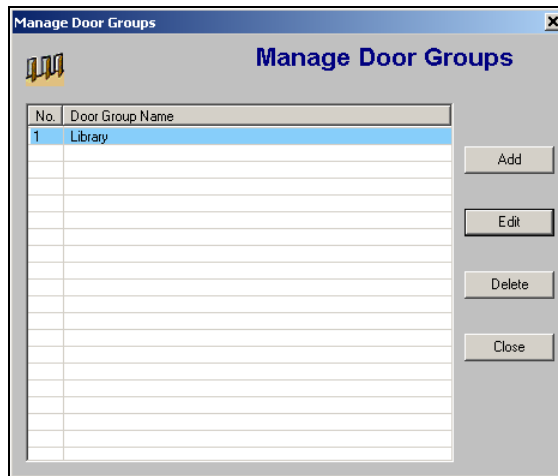 Manage Door Groups
Manage Door Groups
No. Door Group Name
1 Library
Add
Edit
Delete
Close